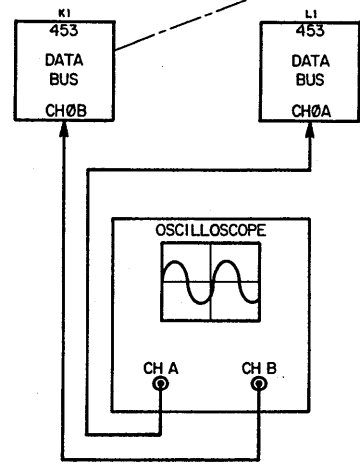 K1
453
DATA
BUS
CHØB
L1
453
DATA
BUS
CHØA
OSCILLOSCOPE
CH A
CH B